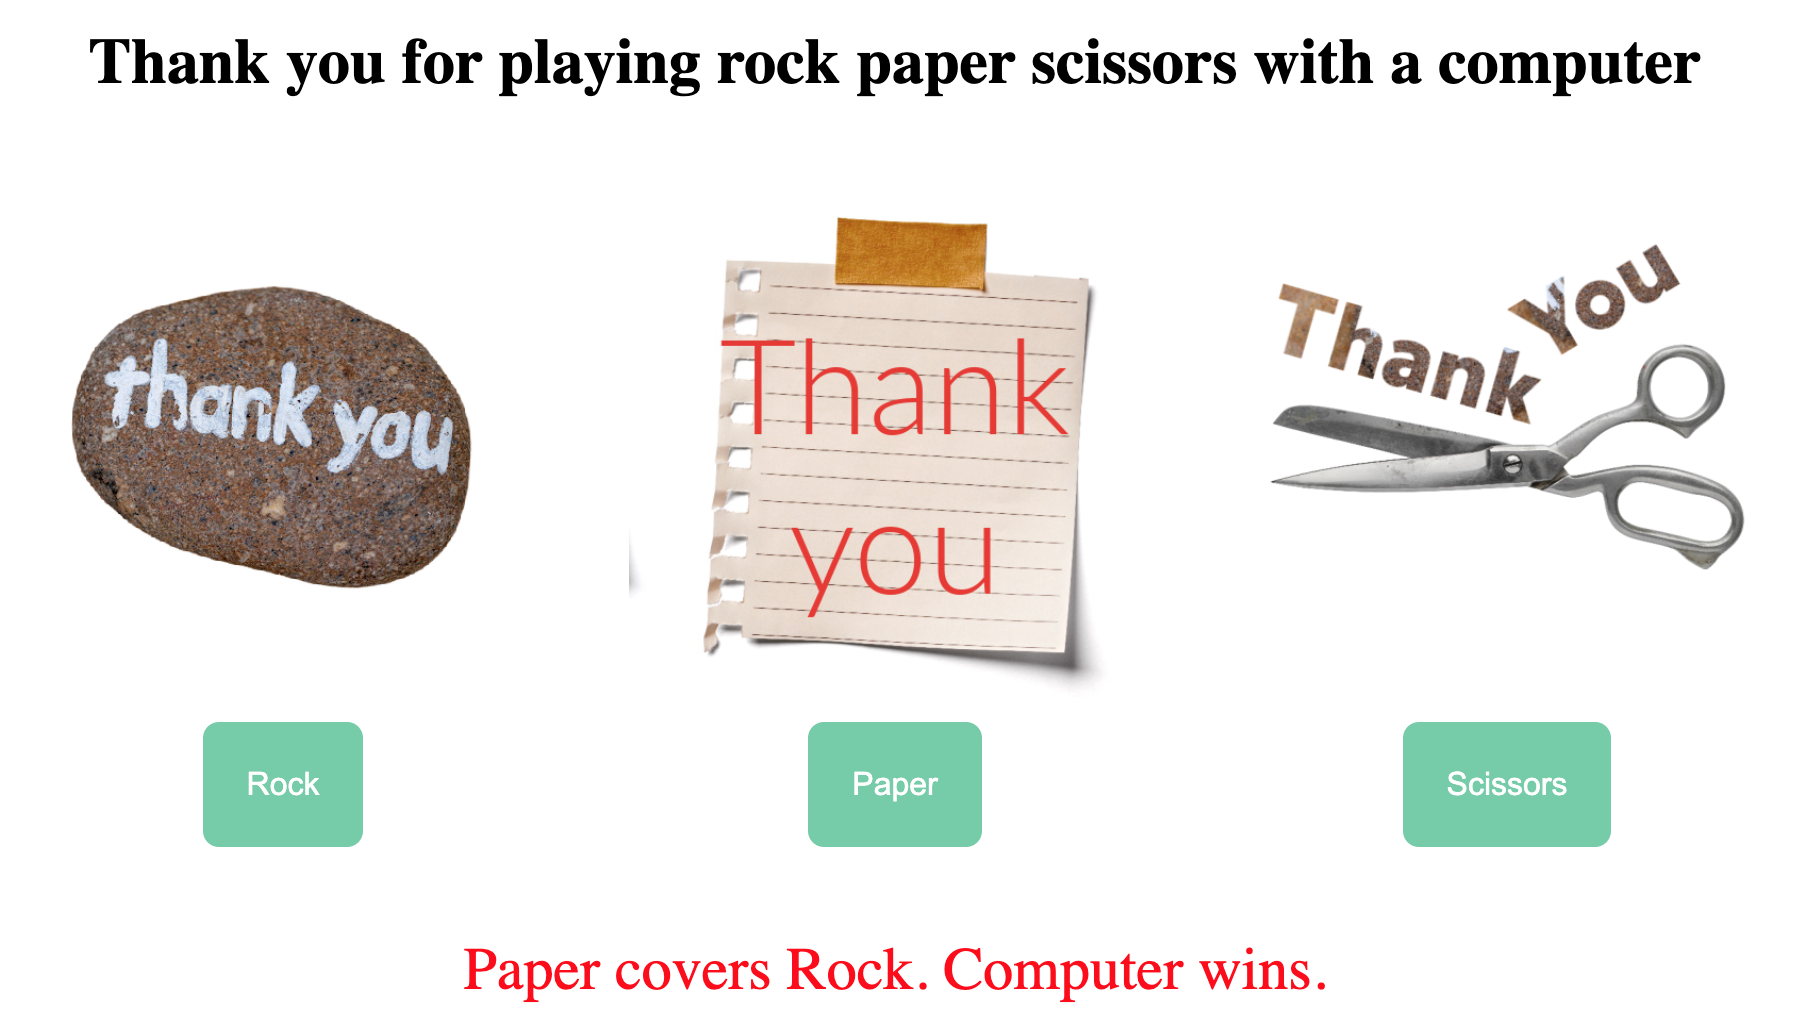 Thank you for playing rock paper scissors with a computer
thank you
Thank
you
Thank You
Rock
Paper
Scissors
Paper covers Rock. Computer wins.